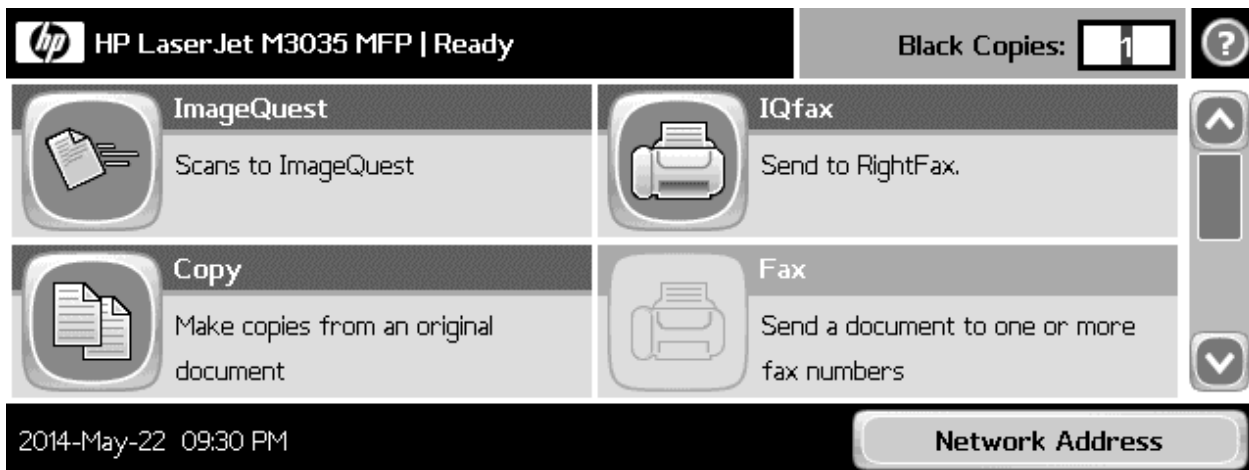 hp HP LaserJet M3035 MFP | Ready
Black Copies: 1
?
ImageQuest
Scans to ImageQuest
IQfax
Send to RightFax.
Copy
Make copies from an original
document
Fax
Send a document to one or more
fax numbers
2014-May-22 09:30 PM
Network Address